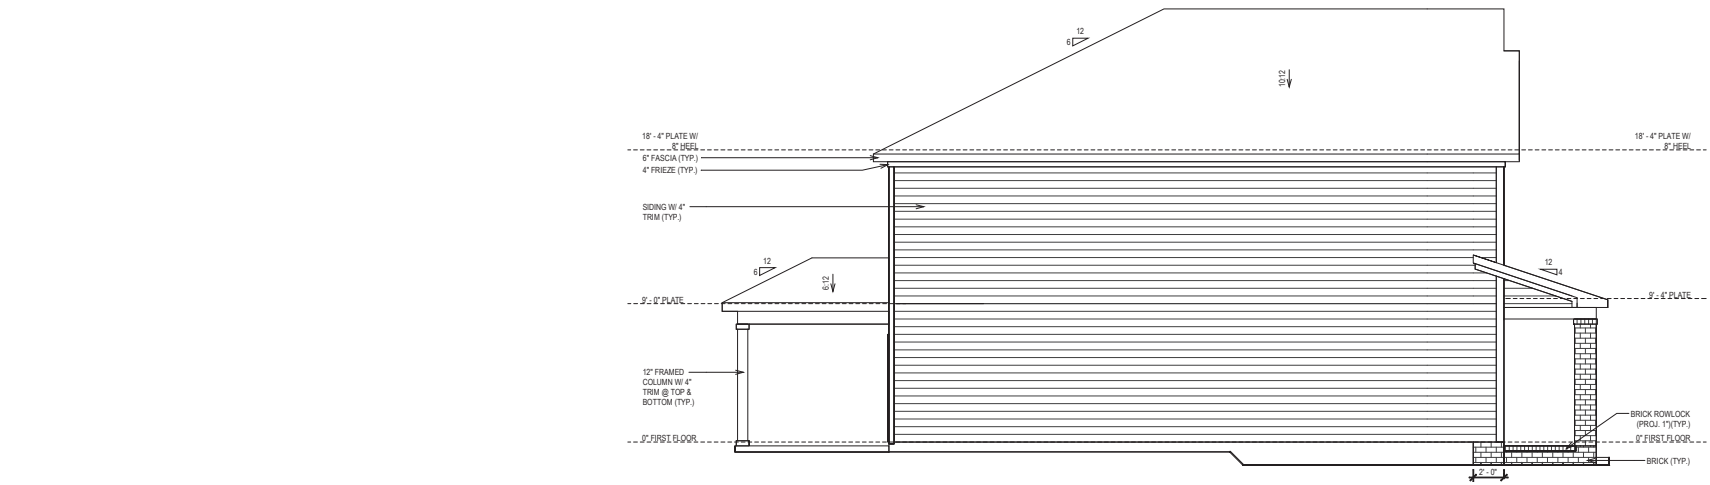 12
6
10:12
18' - 4" PLATE W/
8" HEEL
18' - 4" PLATE W/
8" HEEL
6" FASCIA (TYP.)
4" FRIEZE (TYP.)
SIDING W/ 4"
TRIM (TYP.)
12
6
6:12
12
4
9' - 0" PLATE
9' - 4" PLATE
12" FRAMED
COLUMN W/ 4"
TRIM @ TOP &
BOTTOM (TYP.)
BRICK ROWLOCK
(PROJ. 1")(TYP.)
0" FIRST FLOOR
0" FIRST FLOOR
BRICK (TYP.)
2' - 0"